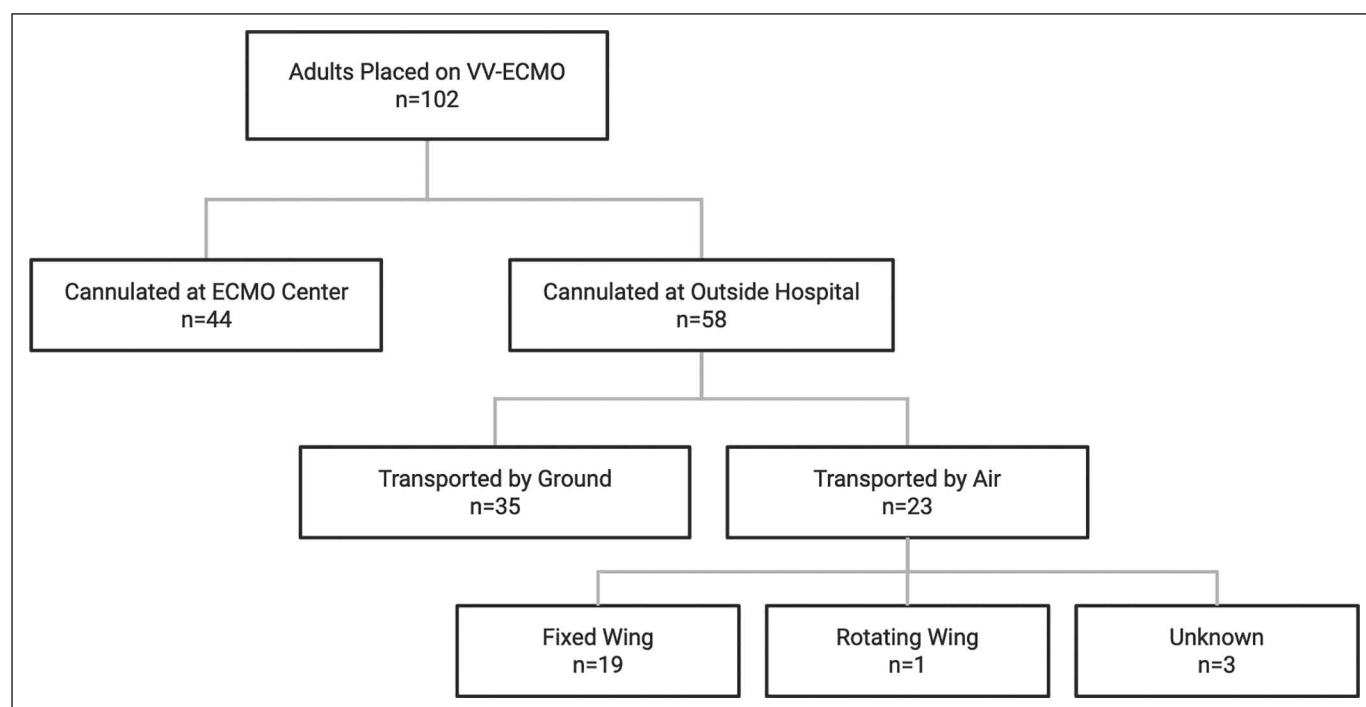 Adults Placed on VV-ECMO
n=102
Cannulated at ECMO Center
n=44
Cannulated at Outside Hospital
n=58
Transported by Ground
n=35
Transported by Air
n=23
Fixed Wing
n=19
Rotating Wing
n=1
Unknown
n=3